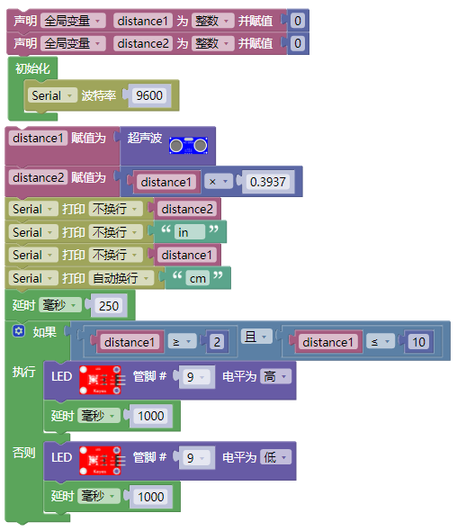 声明 全局变量 distance1 为 整数 并赋值 0
声明 全局变量 distance2 为 整数 并赋值 0
初始化
Serial 波特率 9600
distance1 赋值为 超声波
distance2 赋值为 distance1 × 0.3937
Serial 打印 不换行 distance2
Serial 打印 不换行 “ in ”
Serial 打印 不换行 distance1
Serial 打印 自动换行 “ cm ”
延时 毫秒 250
如果 distance1 ≥ 2 且 distance1 ≤ 10
执行 LED 管脚 # 9 电平为 高
延时 毫秒 1000
否则 LED 管脚 # 9 电平为 低
延时 毫秒 1000